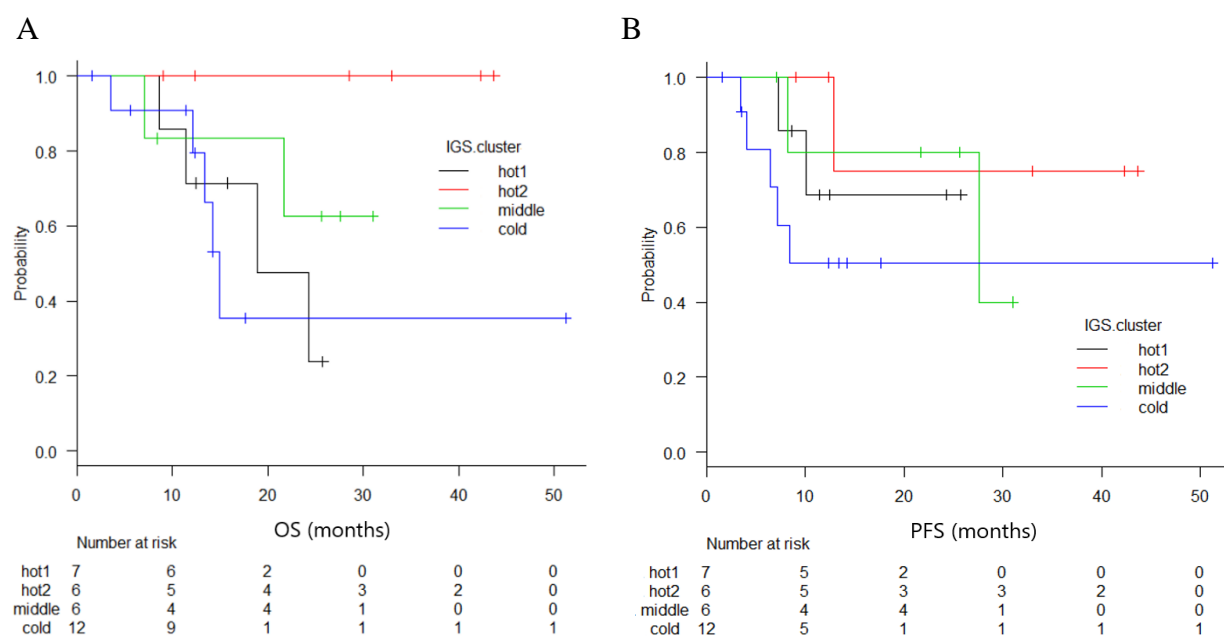 A
1.0
0.8
0.6
0.4
0.2
0.0
Probability
IGS.cluster
hot1
hot2
middle
cold
0 10 20 30 40 50
OS (months)
Number at risk
hot1 7 6 2 0 0 0
hot2 6 5 4 3 2 0
middle 6 4 4 1 0 0
cold 12 9 1 1 1 1
B
1.0
0.8
0.6
0.4
0.2
0.0
Probability
IGS.cluster
hot1
hot2
middle
cold
0 10 20 30 40 50
PFS (months)
Number at risk
hot1 7 5 2 0 0 0
hot2 6 5 3 3 2 0
middle 6 4 4 1 0 0
cold 12 5 1 1 1 1